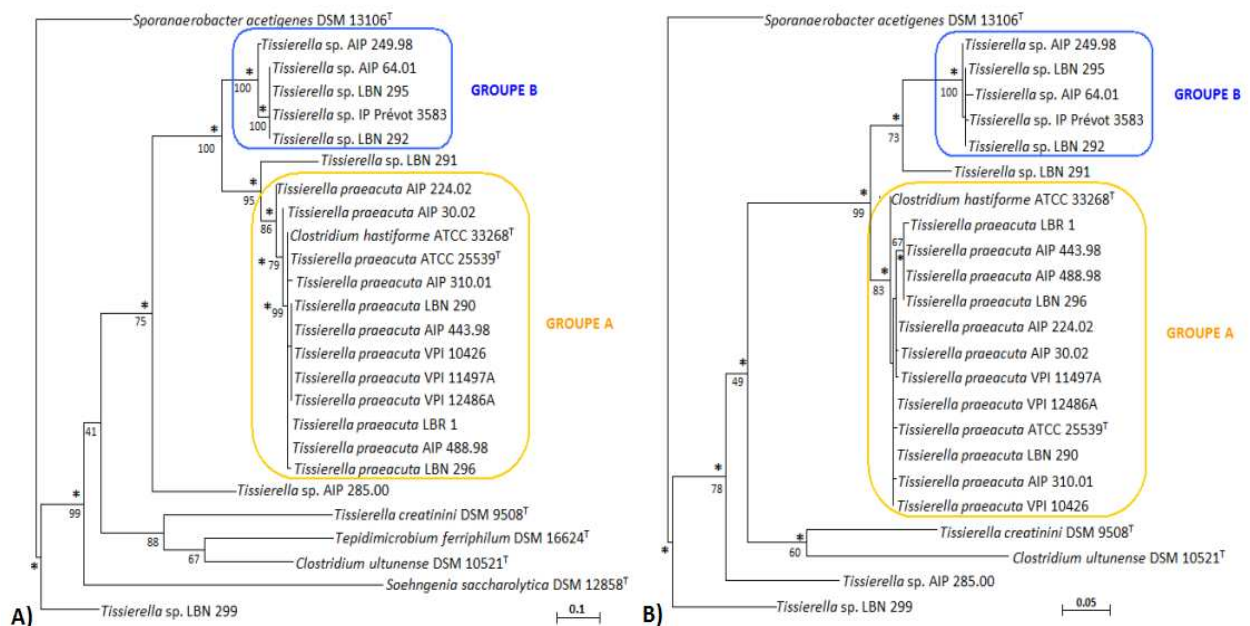 Sporanaerobacter acetigenes DSM 13106T
Tissierella sp. AIP 249.98
Tissierella sp. AIP 64.01
Tissierella sp. LBN 295
Tissierella sp. IP Prévot 3583
Tissierella sp. LBN 292
GROUPE B
*
100
*
100
*
100
Tissierella sp. LBN 291
*
95
Tissierella praeacuta AIP 224.02
*
86
Tissierella praeacuta AIP 30.02
*
79
Clostridium hastiforme ATCC 33268T
Tissierella praeacuta ATCC 25539T
Tissierella praeacuta AIP 310.01
*
99
Tissierella praeacuta LBN 290
Tissierella praeacuta AIP 443.98
Tissierella praeacuta VPI 10426
Tissierella praeacuta VPI 11497A
Tissierella praeacuta VPI 12486A
Tissierella praeacuta LBR 1
Tissierella praeacuta AIP 488.98
Tissierella praeacuta LBN 296
GROUPE A
*
75
Tissierella sp. AIP 285.00
41
Tissierella creatinini DSM 9508T
88
Tepidimicrobium ferriphilum DSM 16624T
67
Clostridium ultunense DSM 10521T
*
99
Soehngenia saccharolytica DSM 12858T
*
Tissierella sp. LBN 299
A)
0.1
Sporanaerobacter acetigenes DSM 13106T
Tissierella sp. AIP 249.98
Tissierella sp. LBN 295
Tissierella sp. AIP 64.01
Tissierella sp. IP Prévot 3583
Tissierella sp. LBN 292
GROUPE B
*
100
*
73
Tissierella sp. LBN 291
*
99
Clostridium hastiforme ATCC 33268T
Tissierella praeacuta LBR 1
67
*
Tissierella praeacuta AIP 443.98
Tissierella praeacuta AIP 488.98
*
83
Tissierella praeacuta LBN 296
Tissierella praeacuta AIP 224.02
Tissierella praeacuta AIP 30.02
Tissierella praeacuta VPI 11497A
Tissierella praeacuta VPI 12486A
Tissierella praeacuta ATCC 25539T
Tissierella praeacuta LBN 290
Tissierella praeacuta AIP 310.01
Tissierella praeacuta VPI 10426
GROUPE A
*
49
*
78
Tissierella creatinini DSM 9508T
*
60
Clostridium ultunense DSM 10521T
Tissierella sp. AIP 285.00
*
Tissierella sp. LBN 299
B)
0.05